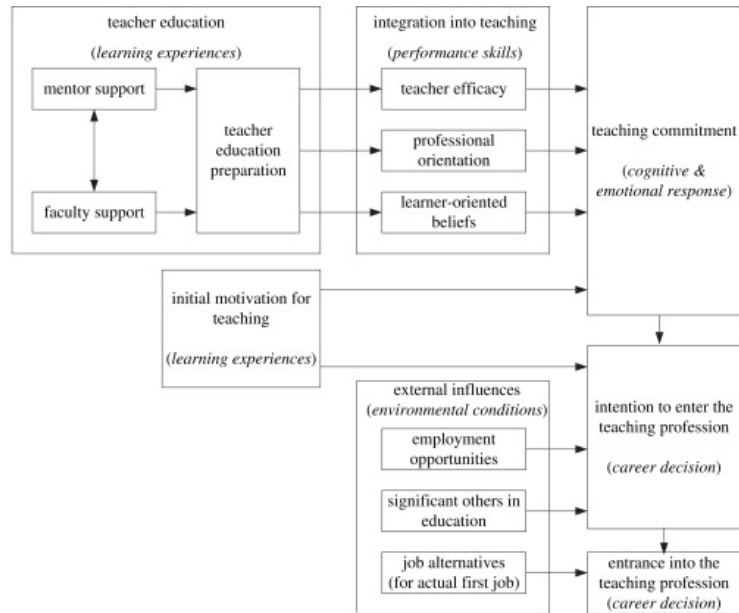 teacher education
(learning experiences)
mentor support
faculty support
teacher
education
preparation
integration into teaching
(performance skills)
teacher efficacy
professional
orientation
learner-oriented
beliefs
teaching commitment
(cognitive &
emotional response)
initial motivation for
teaching
(learning experiences)
external influences
(environmental conditions)
employment
opportunities
significant others in
education
job alternatives
(for actual first job)
intention to enter the
teaching profession
(career decision)
entrance into the
teaching profession
(career decision)